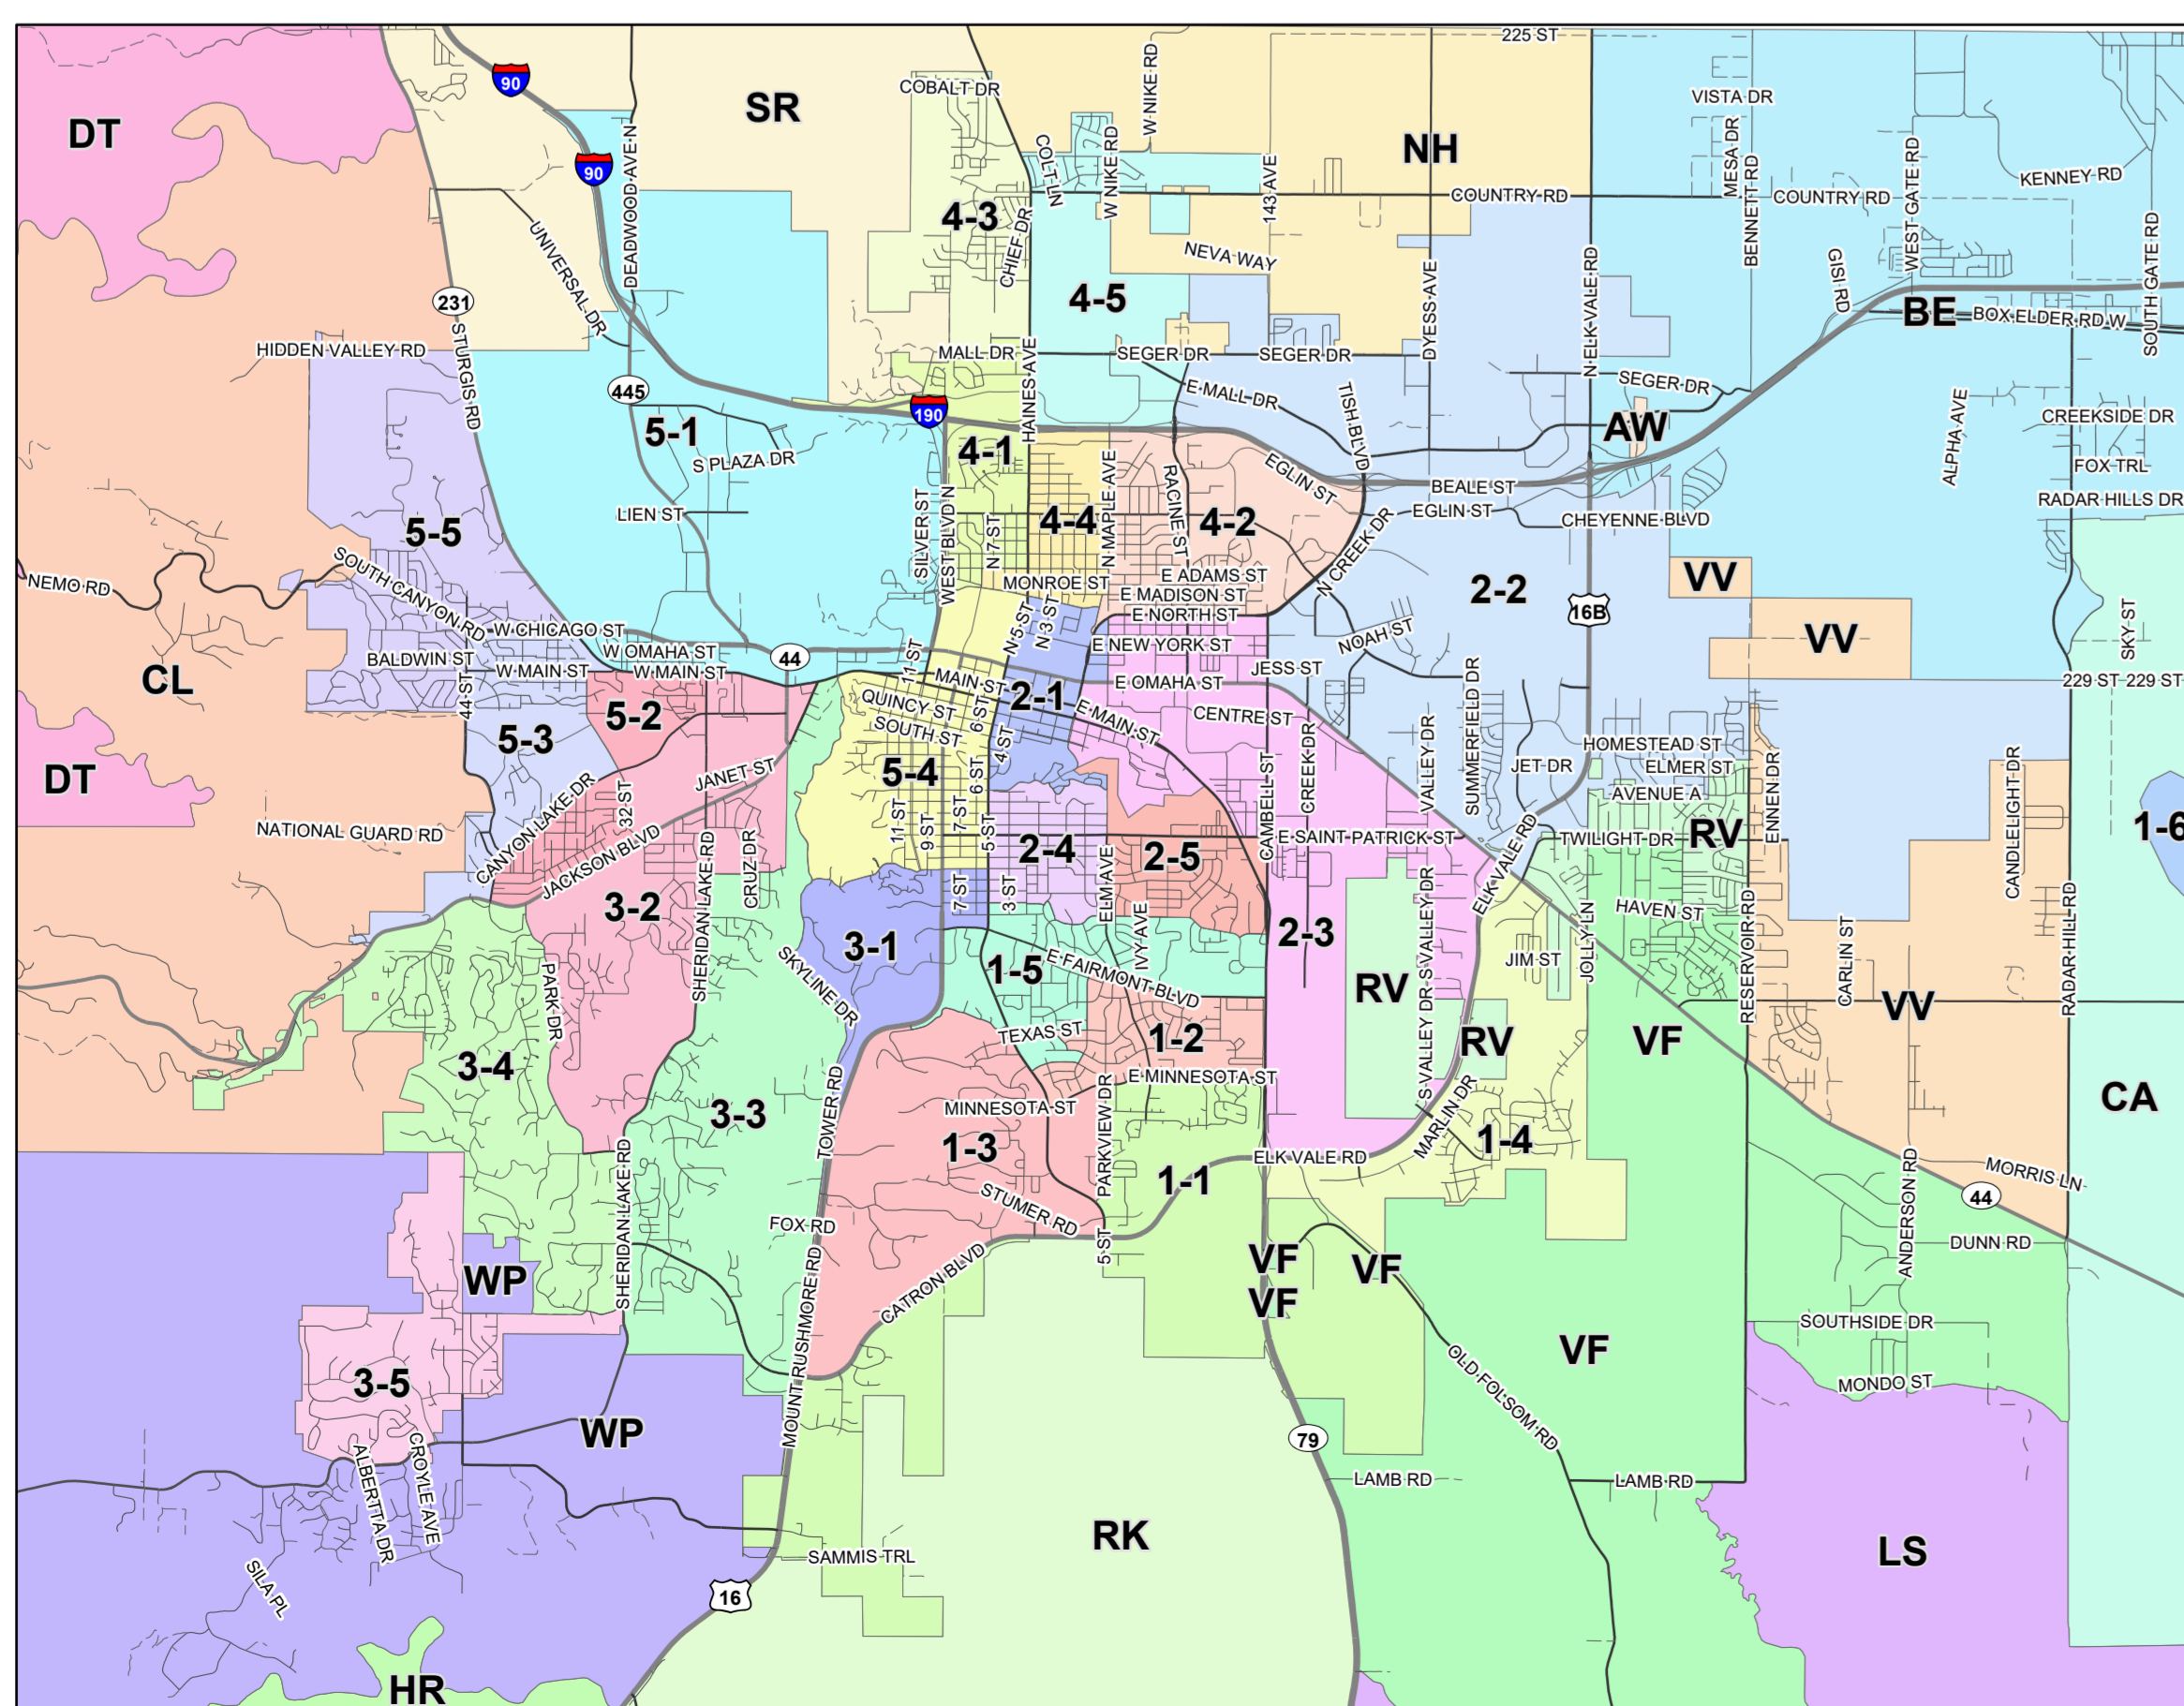 225 ST
90
COBALT DR
W NIKE RD
VISTA DR
DT
SR
NH
MESA DR
BENNETT RD
90
DEADWOOD AVE N
COLT LN
W NIKE RD
143 AVE
COUNTRY RD
COUNTRY RD
WEST GATE RD
KENNEY RD
4-3
CHIEF DR
UNIVERSAL DR
NEVA WAY
SOUTH GATE RD
GISI RD
231
4-5
DYESS AVE
N ELK VALE RD
BE
BOX ELDER RD W
HIDDEN VALLEY RD
STURGIS RD
MALL DR
HAINES AVE
SEGER DR
SEGER DR
SEGER DR
445
E MALL DR
TISH BLVD
190
ALPHA AVE
CREEKSIDE DR
5-1
AW
4-1
S PLAZA DR
FOX TRL
EGLIN ST
BEALE ST
RADAR HILLS DR
SILVER ST
WEST BLVD N
N 7 ST
N MAPLE AVE
RACINE ST
LIEN ST
4-4
4-2
EGLIN ST
CHEYENNE BLVD
5-5
N CREEK DR
SOUTH CANYON RD
NEMO RD
MONROE ST
E ADAMS ST
E MADISON ST
E NORTH ST
2-2
VV
16B
W CHICAGO ST
N 5 ST
N 3 ST
SKY ST
E NEW YORK ST
NOAH ST
VV
W OMAHA ST
44
11 ST
BALDWIN ST
W MAIN ST
W MAIN ST
JESS ST
CL
E OMAHA ST
229 ST
229 ST
44 ST
MAIN ST
2-1
QUINCY ST
SOUTH ST
6 ST
4 ST
E MAIN ST
CENTRE ST
5-2
5-3
SUMMERFIELD DR
HOMESTEAD ST
ELMER ST
VALLEY DR
JET DR
DT
JANET ST
5-4
6 ST
CAMBELL ST
CREEK DR
AVENUE A
ENNEN DR
CANDLELIGHT DR
NATIONAL GUARD RD
CANYON LAKE DR
32 ST
11 ST
9 ST
7 ST
5 ST
E SAINT PATRICK ST
TWILIGHT DR
RV
1-6
JACKSON BLVD
SHERIDAN LAKE RD
CRUZ DR
2-4
ELM AVE
2-5
ELK VALE RD
7 ST
3 ST
3-2
S VALLEY DR
HAVEN ST
RESERVOIR RD
CARLIN ST
RADAR HILL RD
3-1
IVY AVE
2-3
JOLLY LN
JIM ST
SKYLINE DR
1-5
E FAIRMONT BLVD
RV
PARK DR
VV
TEXAS ST
1-2
S VALLEY DR
RV
VF
3-4
E MINNESOTA ST
TOWER RD
PARKVIEW DR
MARLIN DR
CA
3-3
MINNESOTA ST
1-3
1-4
ELK VALE RD
1-1
SHERIDAN LAKE RD
ANDERSON RD
MORRIS LN
44
STUMER RD
FOX RD
5 ST
DUNN RD
WP
VF
VF
VF
CATRON BLVD
MOUNT RUSHMORE RD
SOUTHSIDE DR
VF
OLD FOLSOM RD
3-5
MONDO ST
WP
79
CROYLE AVE
ALBERTA DR
LAMB RD
LAMB RD
RK
LS
SAMMIS TRL
SILA PL
16
HR